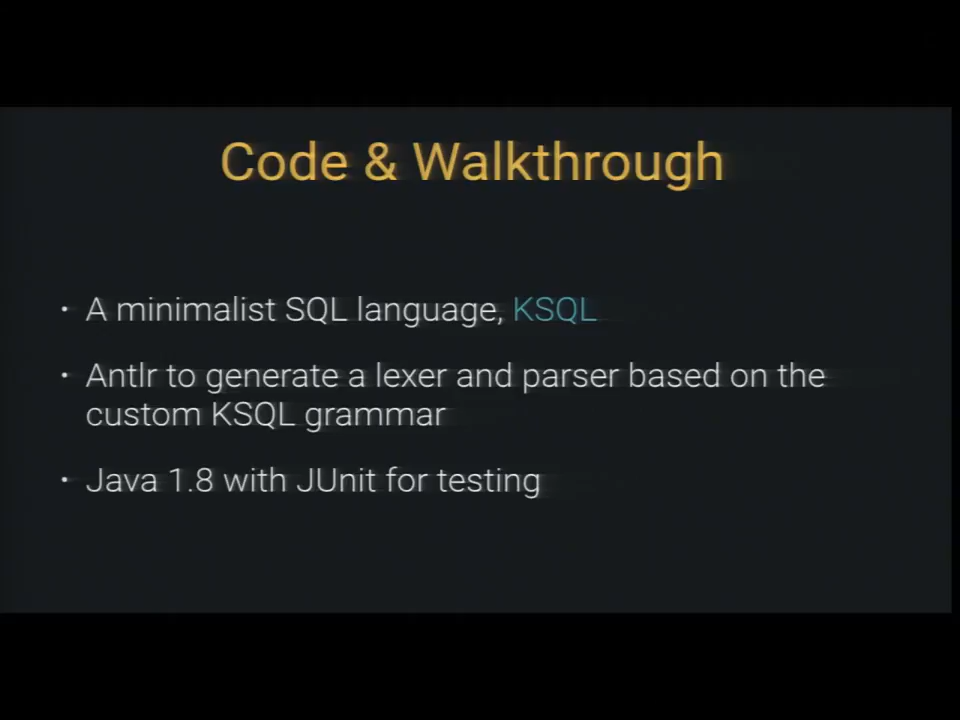 Code & Walkthrough
• A minimalist SQL language, KSQL
• Antlr to generate a lexer and parser based on the
custom KSQL grammar
• Java 1.8 with JUnit for testing